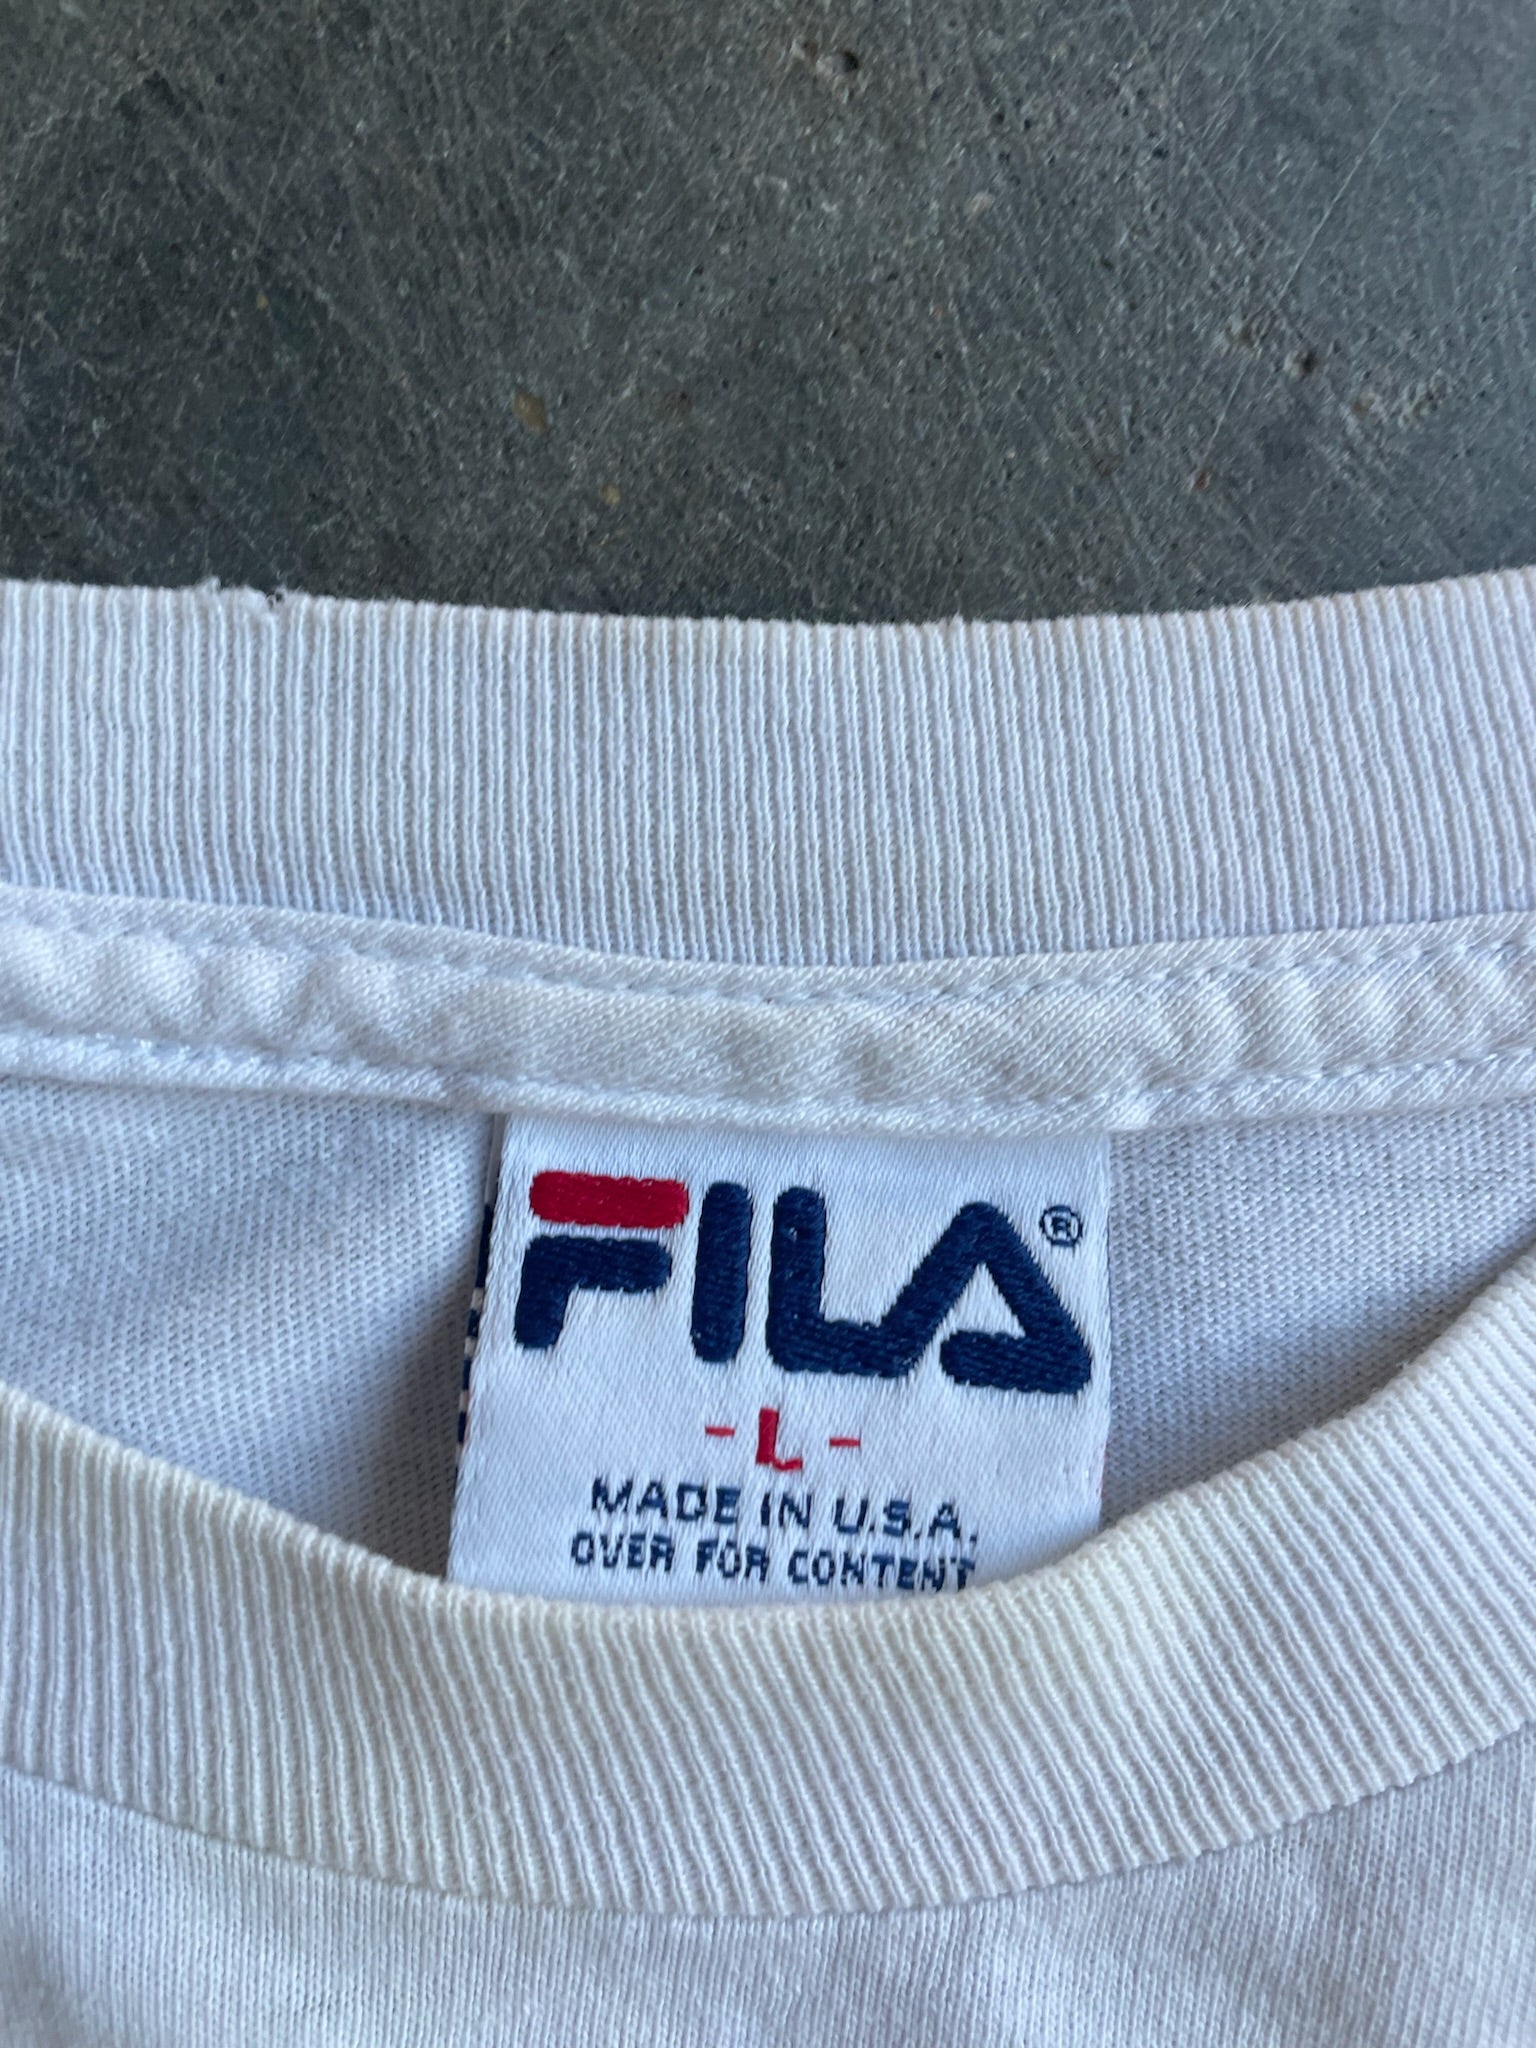 FILA®
- L -
MADE IN U.S.A.
OVER FOR CONTENT